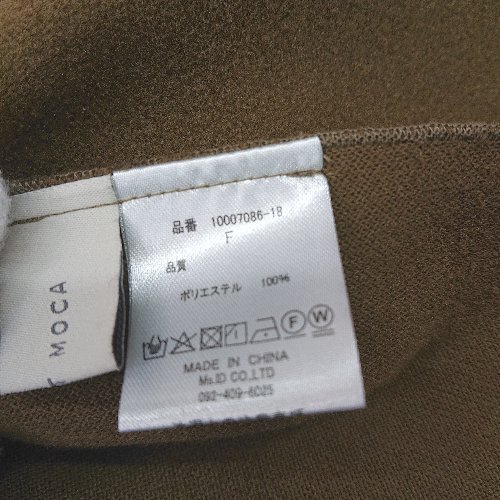 品番 10007086-18
F
品質
ポリエステル 100%
MADE IN CHINA
Ms.ID CO.,LTD
092-409-6025
MOCA